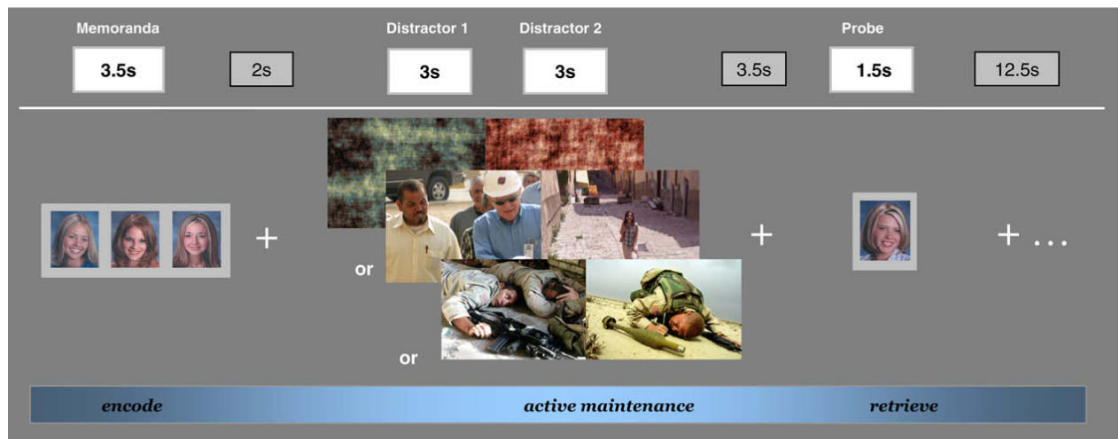 Memoranda
Distractor 1
Distractor 2
Probe
3.5s
2s
3s
3s
3.5s
1.5s
12.5s
+
+
+ ...
or
or
encode
active maintenance
retrieve